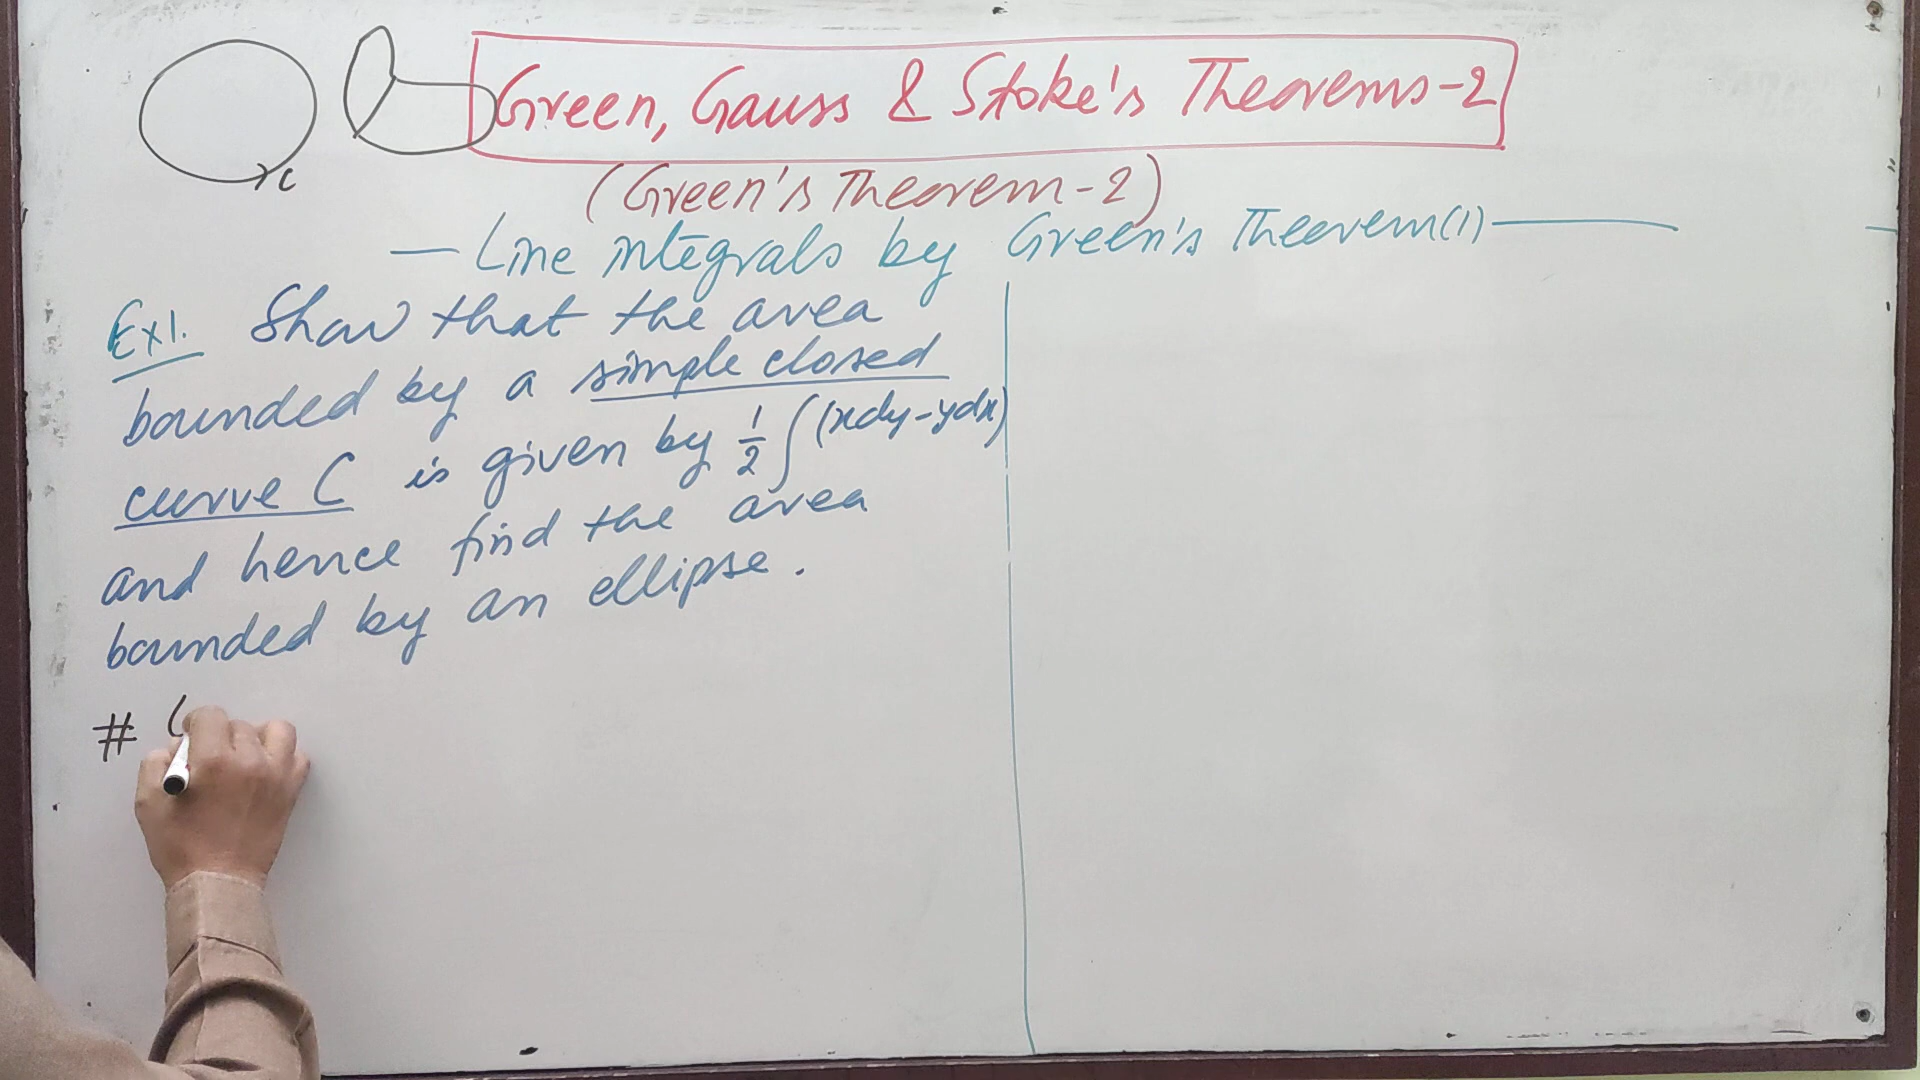 Green, Gauss & Stoke's Theorems-2
(Green's Theorem-2)
— Line integrals by Green's Theorem(1) —
Ex1. Show that the area
bounded by a simple closed
curve C is given by 1/2 ∫(xdy-ydx)
and hence find the area
bounded by an ellipse.
#
C